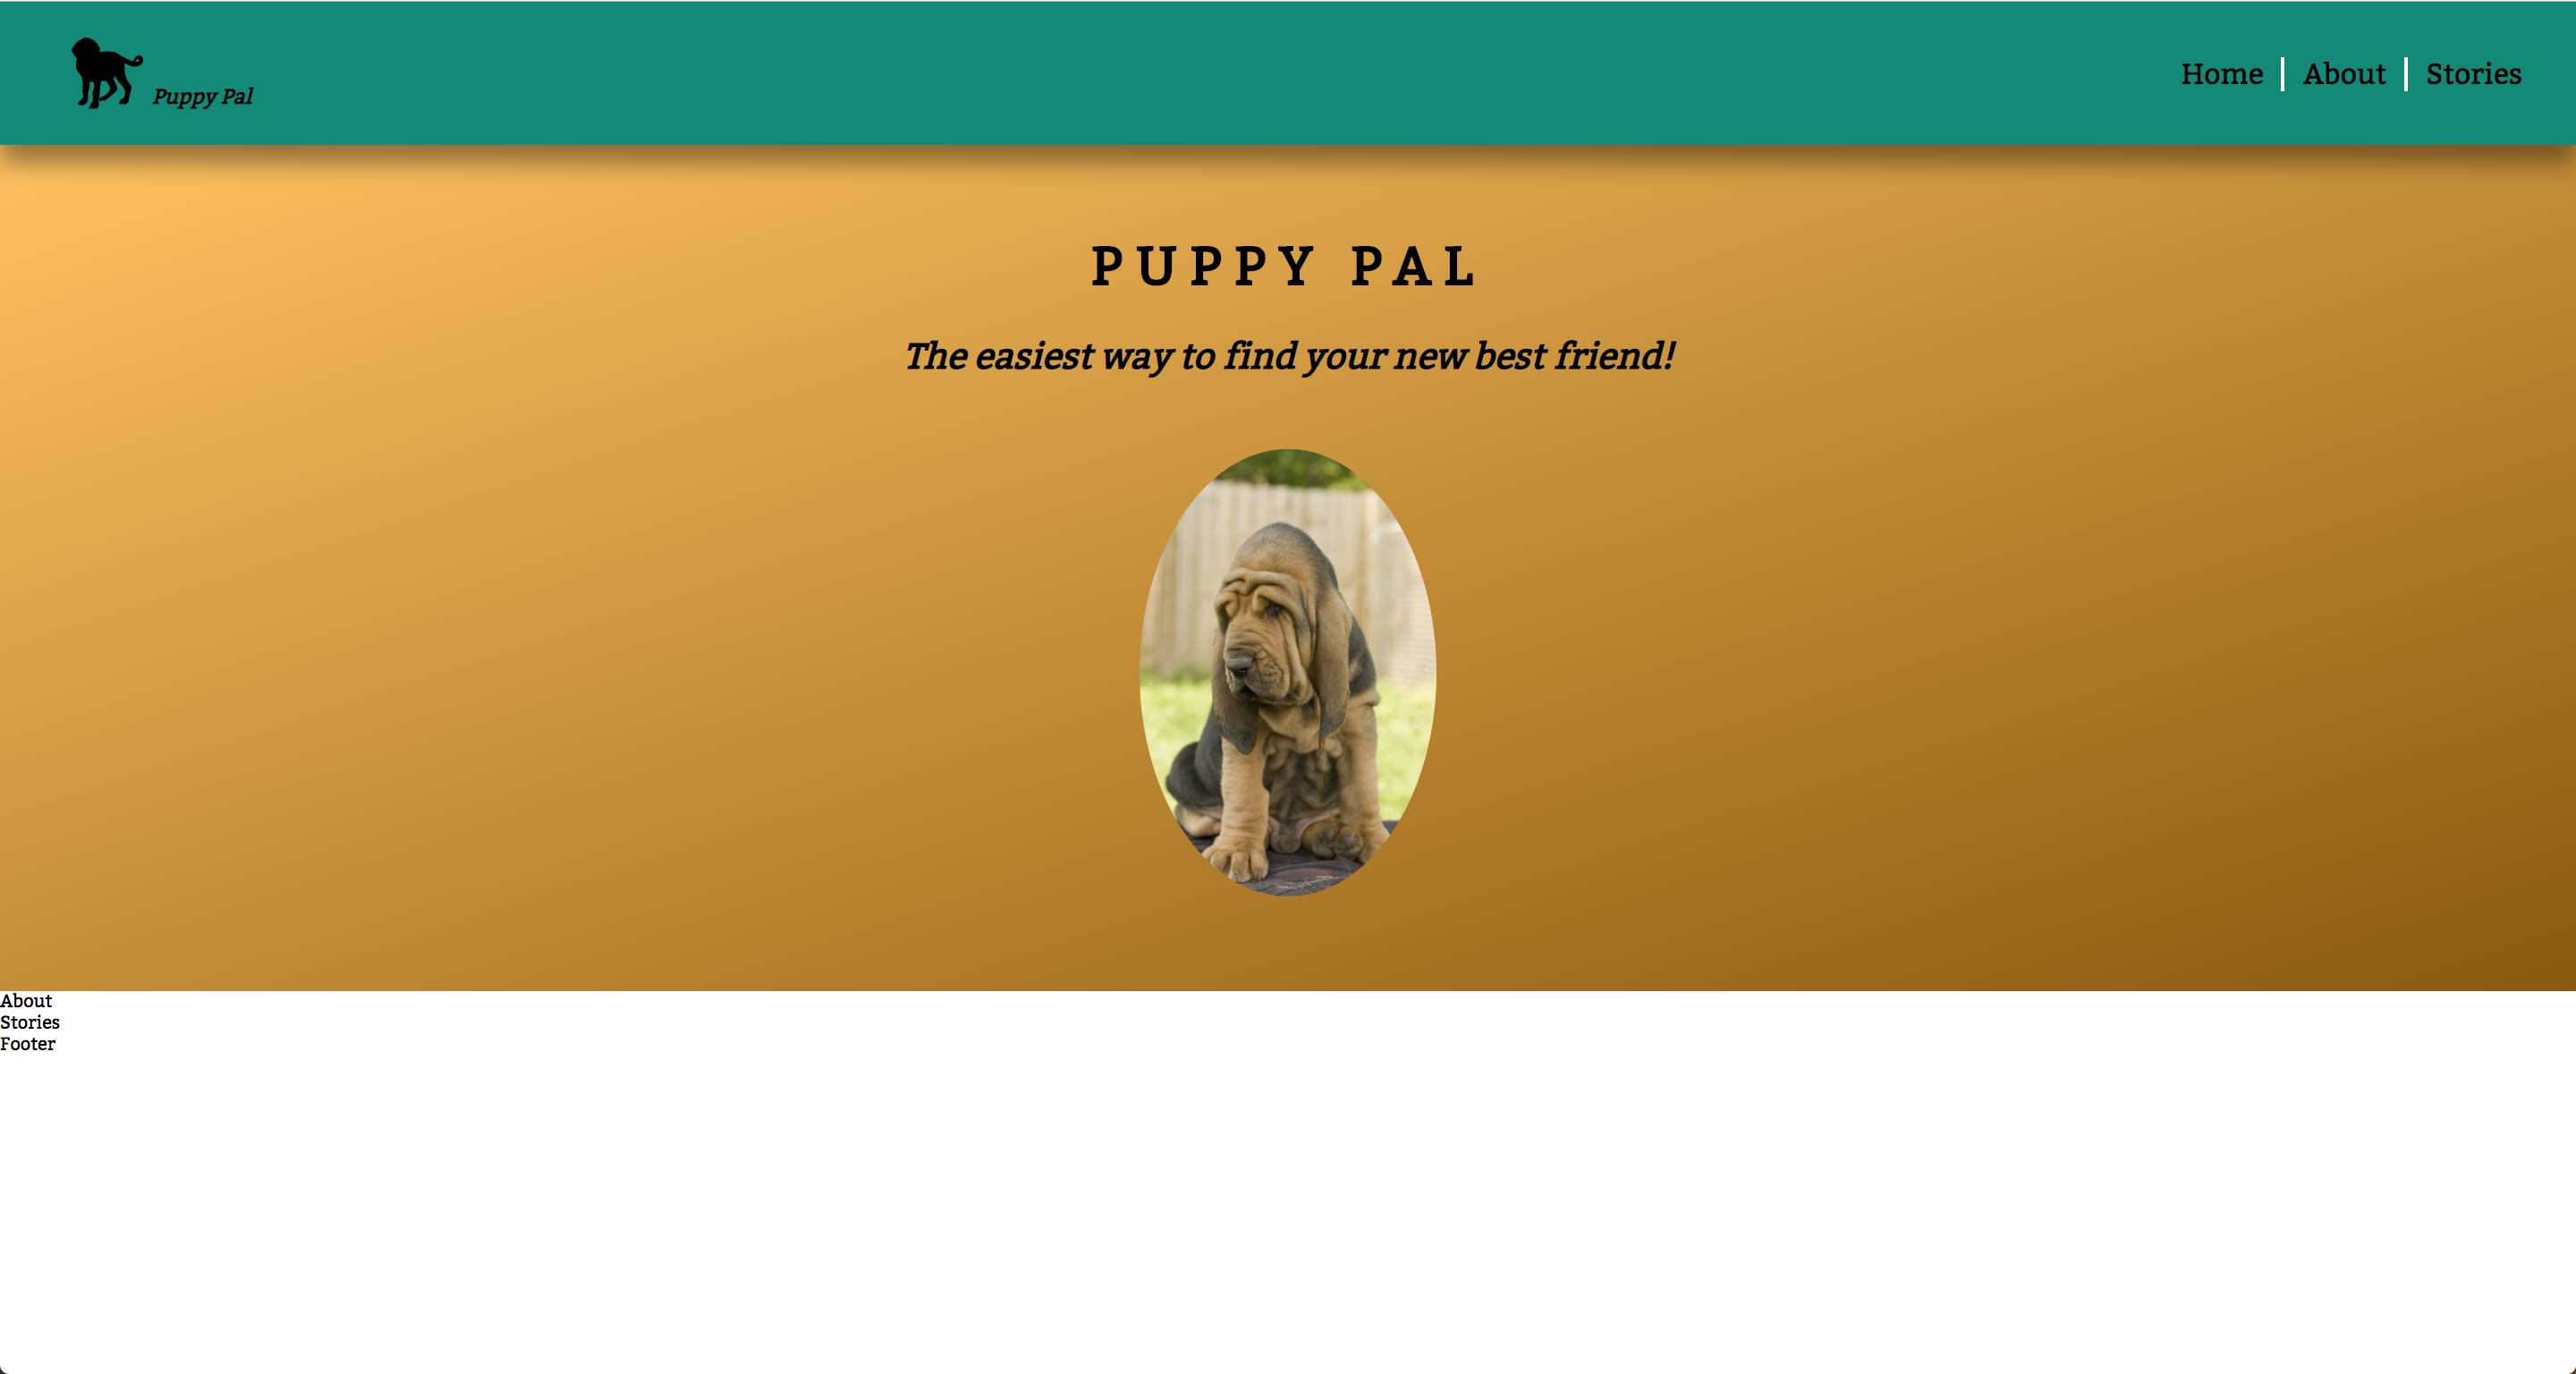 Puppy Pal
Home About Stories
PUPPY PAL
The easiest way to find your new best friend!
About
Stories
Footer